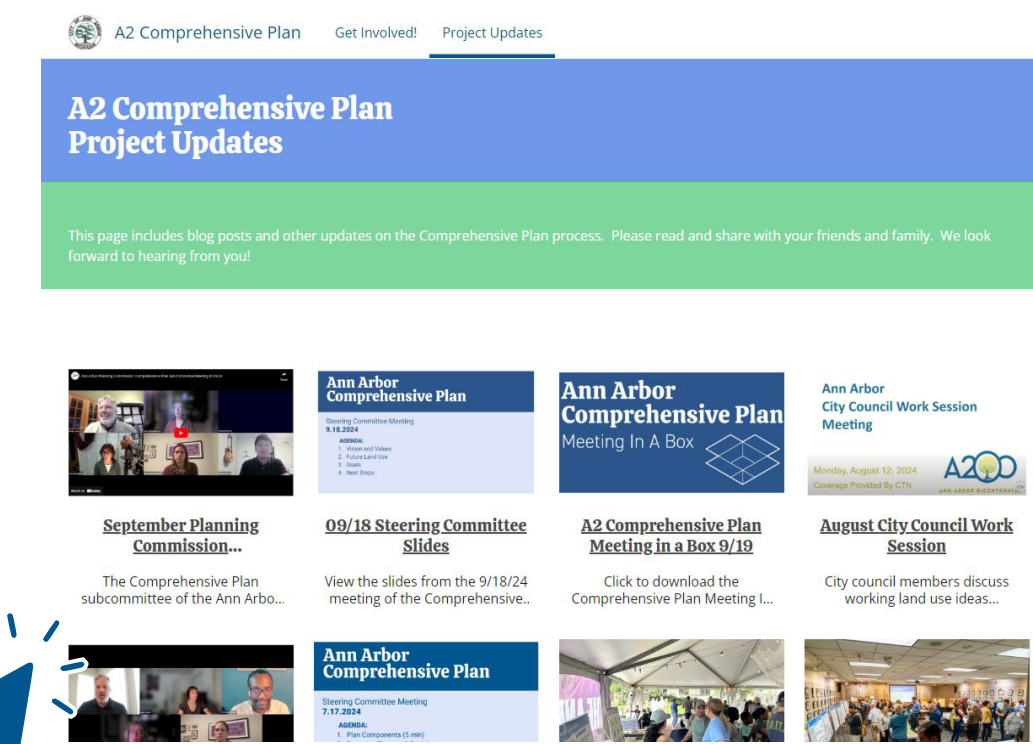 A2 Comprehensive Plan
Get Involved!
Project Updates
A2 Comprehensive Plan
Project Updates
This page includes blog posts and other updates on the Comprehensive Plan process. Please read and share with your friends and family. We look
forward to hearing from you!
Ann Arbor
Comprehensive Plan
Steering Committee Meeting
9.18.2024
AGENDA:
1. Vision and Values
2. Future Land Use
3. Goals
4. Next Steps
Ann Arbor
Comprehensive Plan
Meeting In A Box
Ann Arbor
City Council Work Session
Meeting
Monday, August 12, 2024
Coverage Provided By CTN
A200
ANN ARBOR BICENTENNIAL
September Planning
Commission...
The Comprehensive Plan
subcommittee of the Ann Arbo...
09/18 Steering Committee
Slides
View the slides from the 9/18/24
meeting of the Comprehensive..
A2 Comprehensive Plan
Meeting in a Box 9/19
Click to download the
Comprehensive Plan Meeting I...
August City Council Work
Session
City council members discuss
working land use ideas...
Ann Arbor
Comprehensive Plan
Steering Committee Meeting
7.17.2024
AGENDA:
1. Plan Components (5 min)